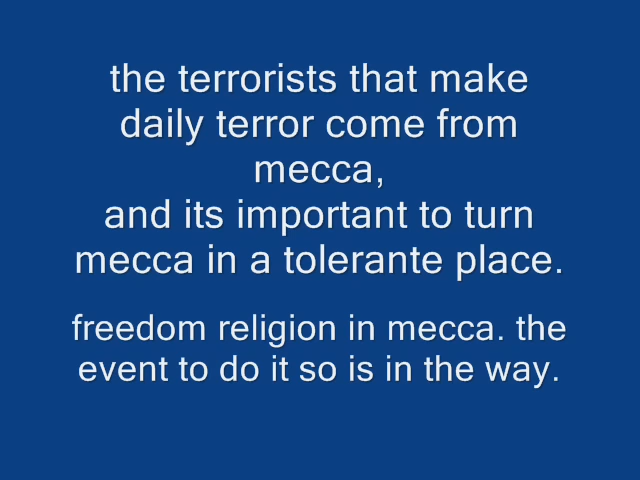 the terrorists that make
daily terror come from
mecca,
and its important to turn
mecca in a tolerante place.
freedom religion in mecca. the
event to do it so is in the way.